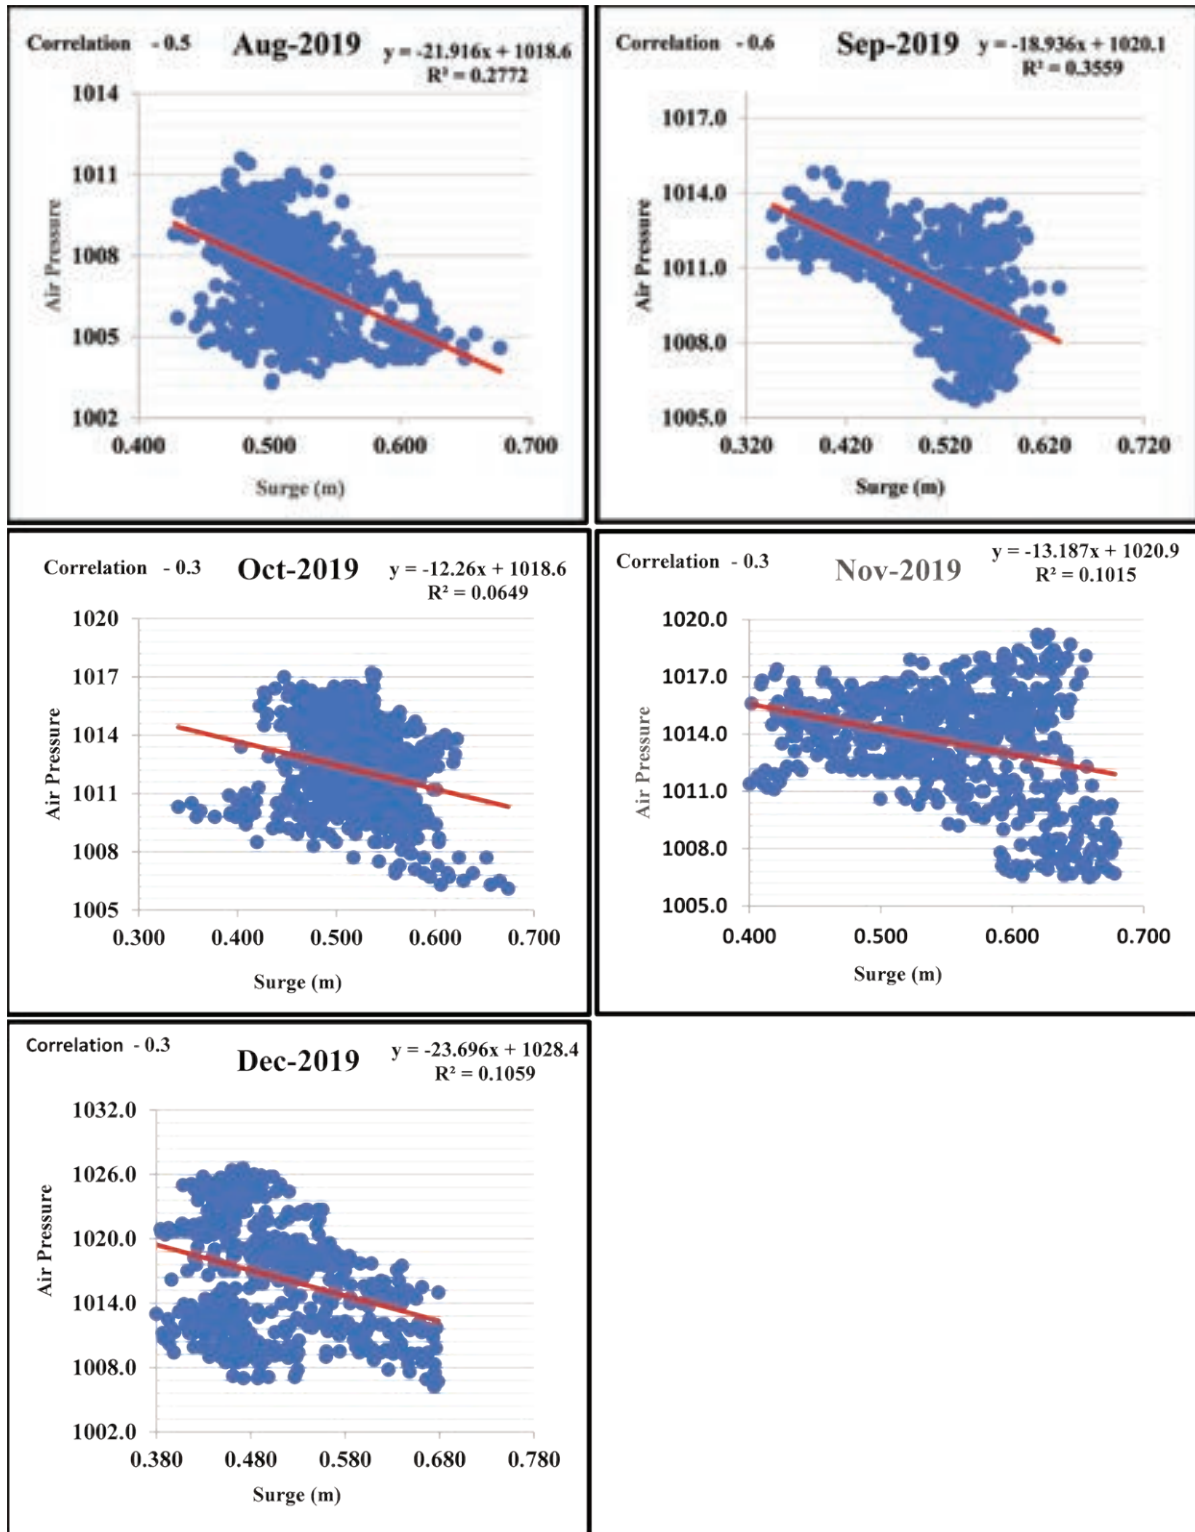 Correlation - 0.5 Aug-2019 y = -21.916x + 1018.6
R² = 0.2772
1014
1011
1008
1005
1002
Air Pressure
0.400 0.500 0.600 0.700
Surge (m)
Correlation - 0.6 Sep-2019 y = -18.936x + 1020.1
R² = 0.3559
1017.0
1014.0
1011.0
1008.0
1005.0
Air Pressure
0.320 0.420 0.520 0.620 0.720
Surge (m)
Correlation - 0.3 Oct-2019 y = -12.26x + 1018.6
R² = 0.0649
1020
1017
1014
1011
1008
1005
Air Pressure
0.300 0.400 0.500 0.600 0.700
Surge (m)
Correlation - 0.3 Nov-2019 y = -13.187x + 1020.9
R² = 0.1015
1020.0
1017.0
1014.0
1011.0
1008.0
1005.0
Air Pressure
0.400 0.500 0.600 0.700
Surge (m)
Correlation - 0.3 Dec-2019 y = -23.696x + 1028.4
R² = 0.1059
1032.0
1026.0
1020.0
1014.0
1008.0
1002.0
Air Pressure
0.380 0.480 0.580 0.680 0.780
Surge (m)